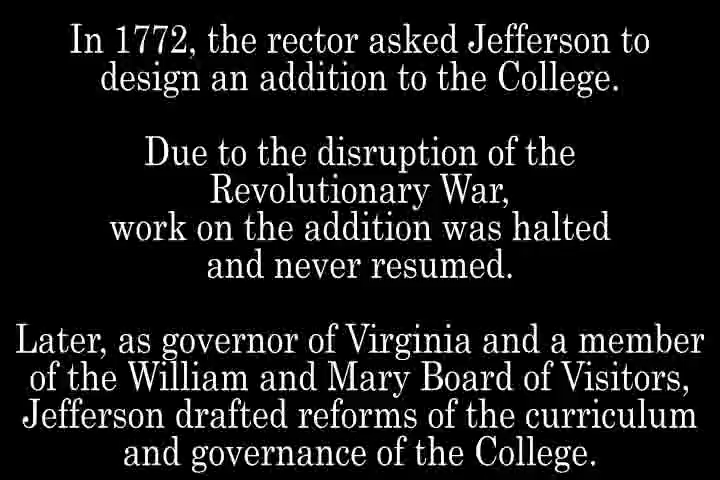 In 1772, the rector asked Jefferson to
design an addition to the College.
Due to the disruption of the
Revolutionary War,
work on the addition was halted
and never resumed.
Later, as governor of Virginia and a member
of the William and Mary Board of Visitors,
Jefferson drafted reforms of the curriculum
and governance of the College.